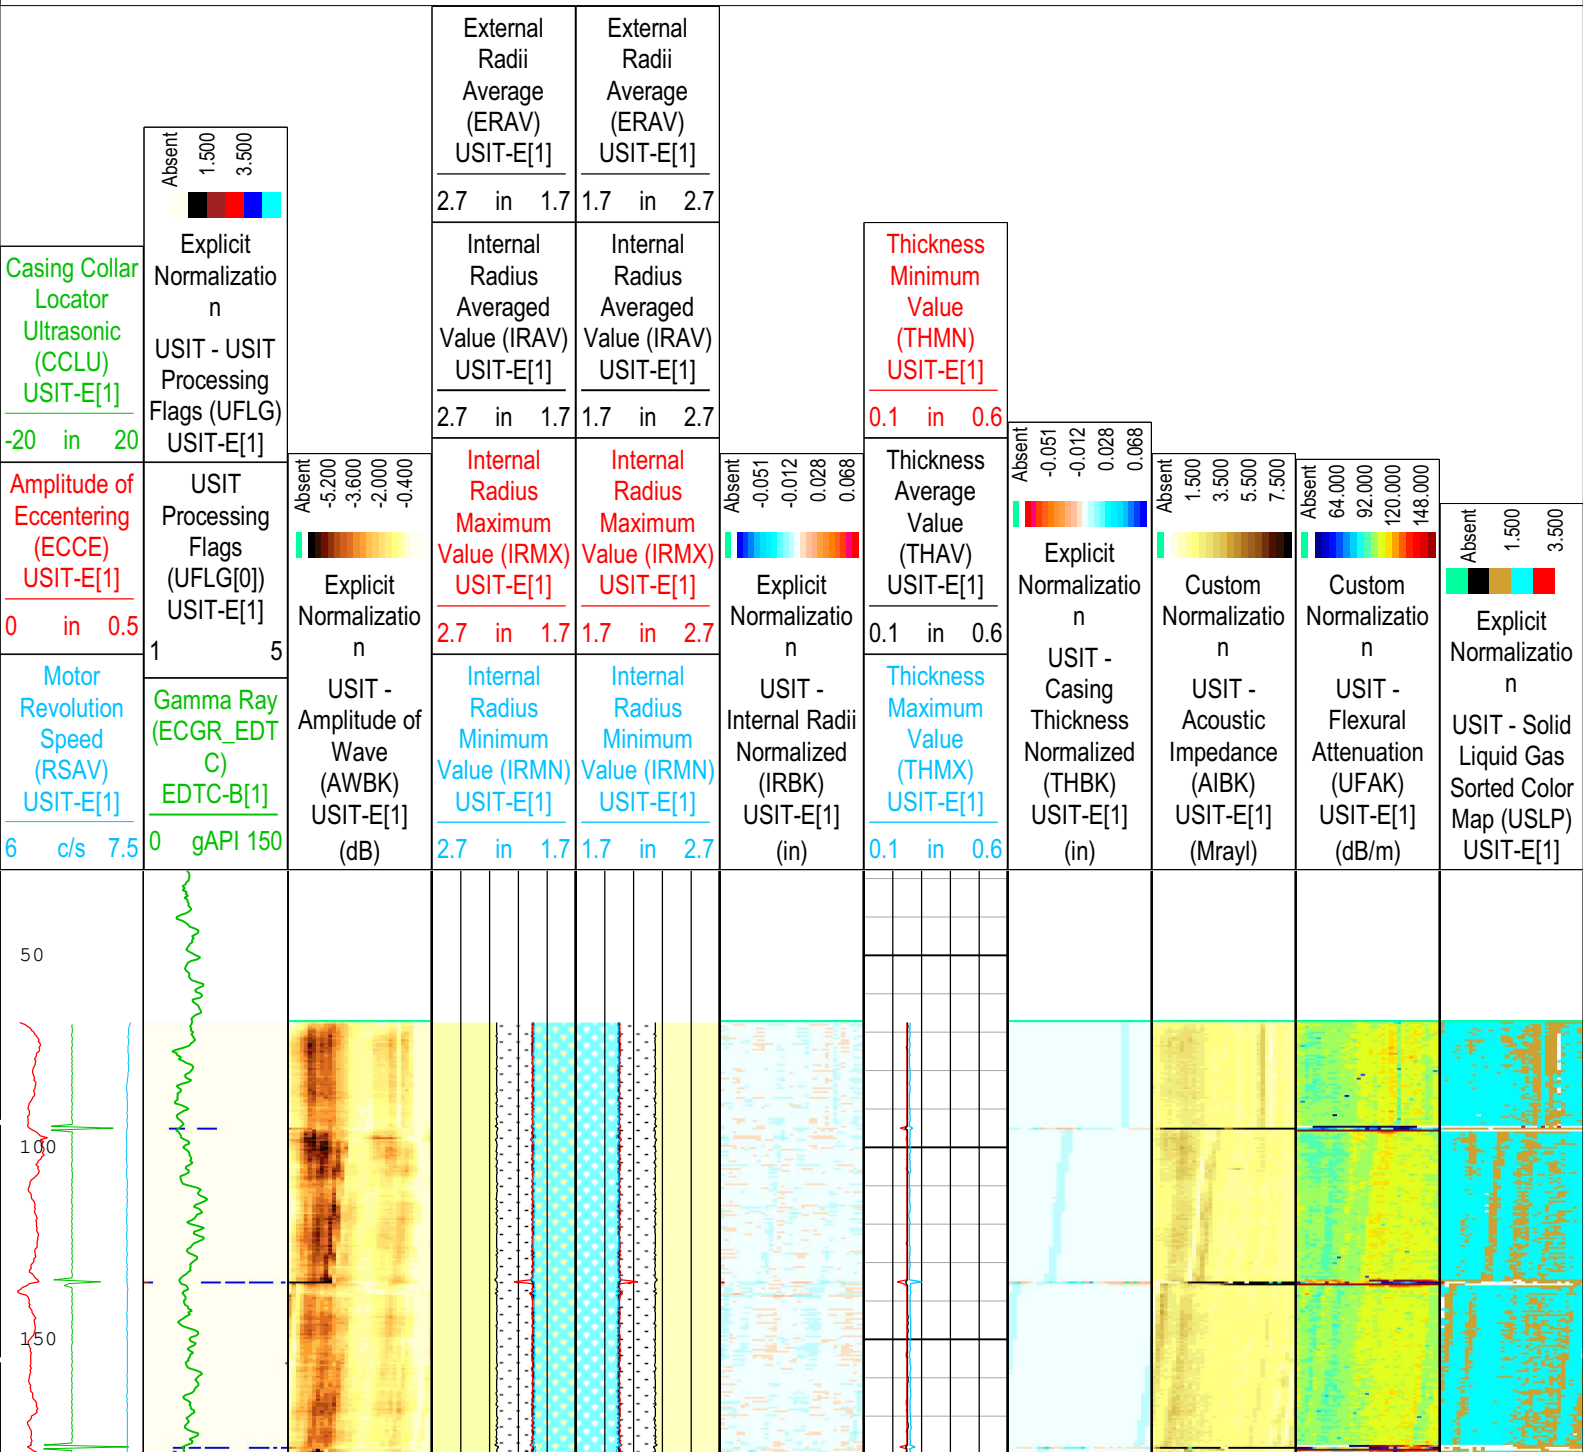 Casing Collar
Locator
Ultrasonic
(CCLU)
USIT-E[1]
-20 in 20
Amplitude of
Eccentering
(ECCE)
USIT-E[1]
0 in 0.5
Motor
Revolution
Speed
(RSAV)
USIT-E[1]
6 c/s 7.5
Absent
1.500
3.500
Explicit
Normalizatio
n
USIT - USIT
Processing
Flags (UFLG)
USIT-E[1]
USIT
Processing
Flags
(UFLG[0])
USIT-E[1]
1 5
Gamma Ray
(ECGR_EDT
C)
EDTC-B[1]
0 gAPI 150
Absent
-5.200
-3.600
-2.000
-0.400
Explicit
Normalizatio
n
USIT -
Amplitude of
Wave
(AWBK)
USIT-E[1]
(dB)
External
Radii
Average
(ERAV)
USIT-E[1]
2.7 in 1.7
Internal
Radius
Averaged
Value (IRAV)
USIT-E[1]
2.7 in 1.7
Internal
Radius
Maximum
Value (IRMX)
USIT-E[1]
2.7 in 1.7
Internal
Radius
Minimum
Value (IRMN)
USIT-E[1]
2.7 in 1.7
External
Radii
Average
(ERAV)
USIT-E[1]
1.7 in 2.7
Internal
Radius
Averaged
Value (IRAV)
USIT-E[1]
1.7 in 2.7
Internal
Radius
Maximum
Value (IRMX)
USIT-E[1]
1.7 in 2.7
Internal
Radius
Minimum
Value (IRMN)
USIT-E[1]
1.7 in 2.7
Absent
-0.051
-0.012
0.028
0.068
Explicit
Normalizatio
n
USIT -
Internal Radii
Normalized
(IRBK)
USIT-E[1]
(in)
Thickness
Minimum
Value
(THMN)
USIT-E[1]
0.1 in 0.6
Thickness
Average
Value
(THAV)
USIT-E[1]
0.1 in 0.6
Thickness
Maximum
Value
(THMX)
USIT-E[1]
0.1 in 0.6
Absent
-0.051
-0.012
0.028
0.068
Explicit
Normalizatio
n
USIT -
Casing
Thickness
Normalized
(THBK)
USIT-E[1]
(in)
Absent
1.500
3.500
5.500
7.500
Custom
Normalizatio
n
USIT -
Acoustic
Impedance
(AIBK)
USIT-E[1]
(Mrayl)
Absent
64.000
92.000
120.000
148.000
Custom
Normalizatio
n
USIT -
Flexural
Attenuation
(UFAK)
USIT-E[1]
(dB/m)
Absent
1.500
3.500
Explicit
Normalizatio
n
USIT - Solid
Liquid Gas
Sorted Color
Map (USLP)
USIT-E[1]
50
100
150